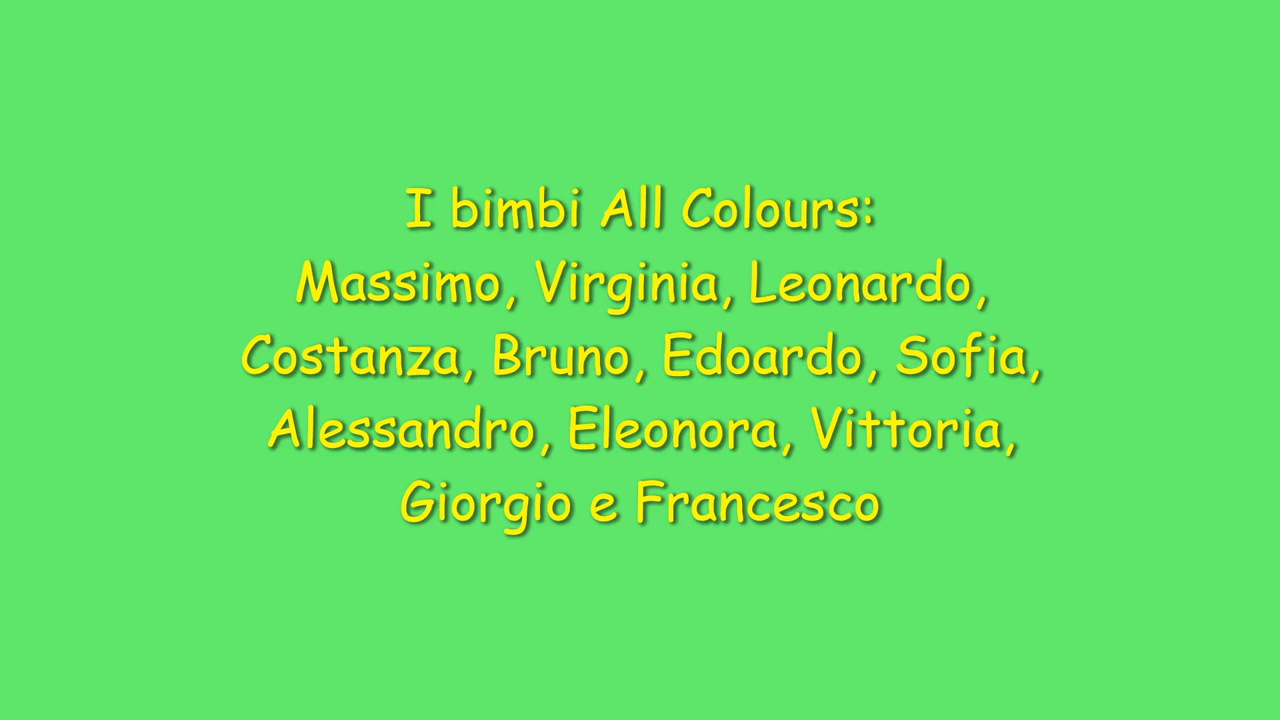 I bimbi All Colours:
Massimo, Virginia, Leonardo,
Costanza, Bruno, Edoardo, Sofia,
Alessandro, Eleonora, Vittoria,
Giorgio e Francesco